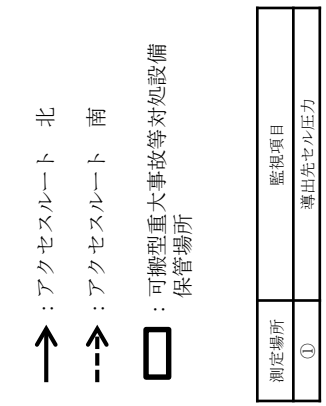 ：アクセスルート　北
：アクセスルート　南
：可搬型重大事故等対処設備
保管場所
測定場所　監視項目
①　導出先セル圧力